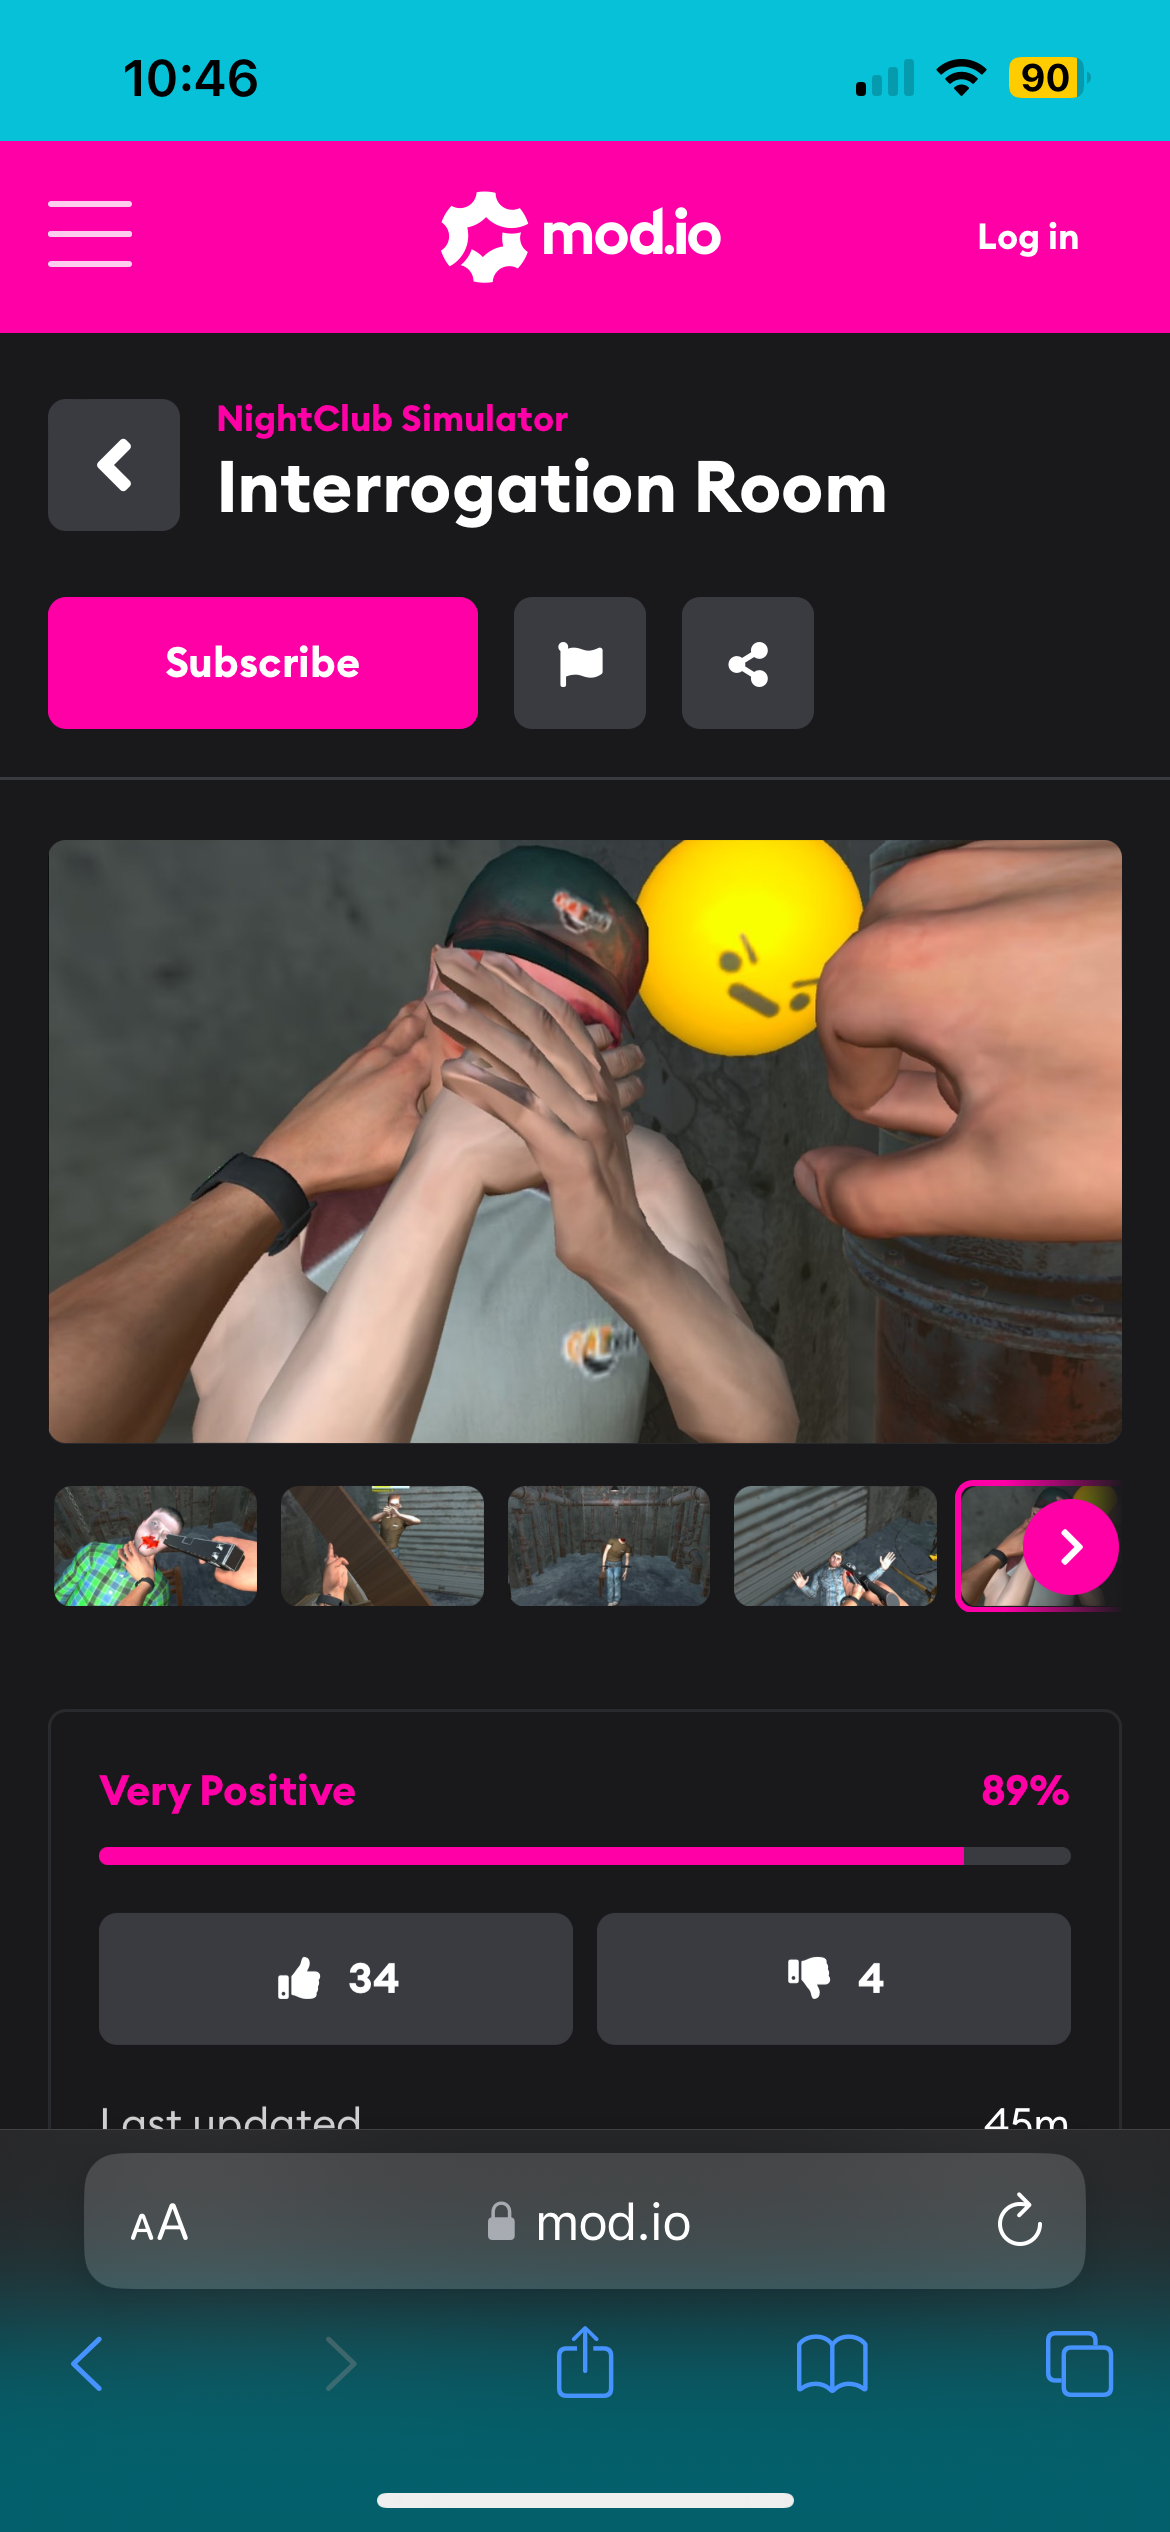 10:46
90
mod.io
Log in
NightClub Simulator
Interrogation Room
Subscribe
Very Positive
89%
34
4
Last updated
45m
AA
mod.io